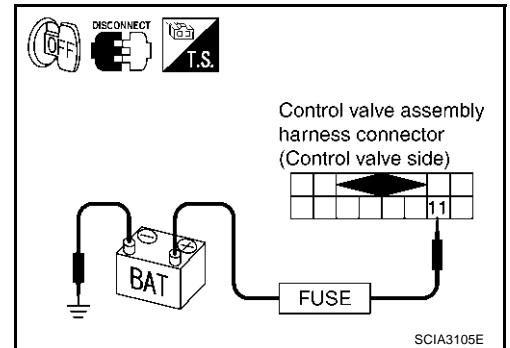 OFF
DISCONNECT
T.S.
Control valve assembly
harness connector
(Control valve side)
11
BAT
FUSE
SCIA3105E